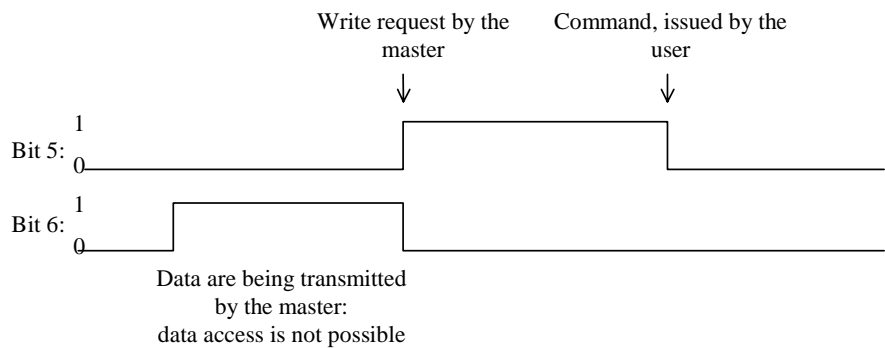 Write request by the
master
Command, issued by the
user
1
Bit 5:
0
1
Bit 6:
0
Data are being transmitted
by the master:
data access is not possible